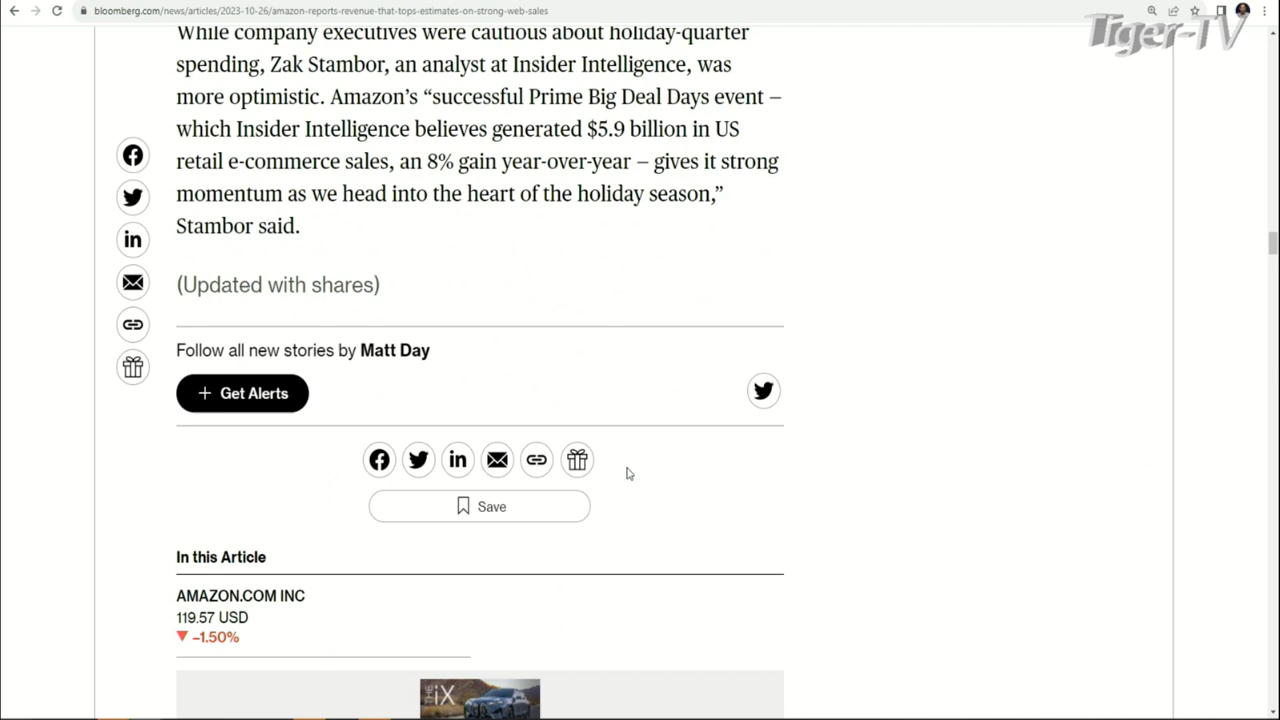 bloomberg.com/news/articles/2023-10-26/amazon-reports-revenue-that-tops-estimates-on-strong-web-sales
Tiger-TV
While company executives were cautious about holiday-quarter
spending, Zak Stambor, an analyst at Insider Intelligence, was
more optimistic. Amazon’s “successful Prime Big Deal Days event —
which Insider Intelligence believes generated $5.9 billion in US
retail e-commerce sales, an 8% gain year-over-year — gives it strong
momentum as we head into the heart of the holiday season,”
Stambor said.
(Updated with shares)
Follow all new stories by Matt Day
+ Get Alerts
Save
In this Article
AMAZON.COM INC
119.57 USD
▼ –1.50%
THE iX